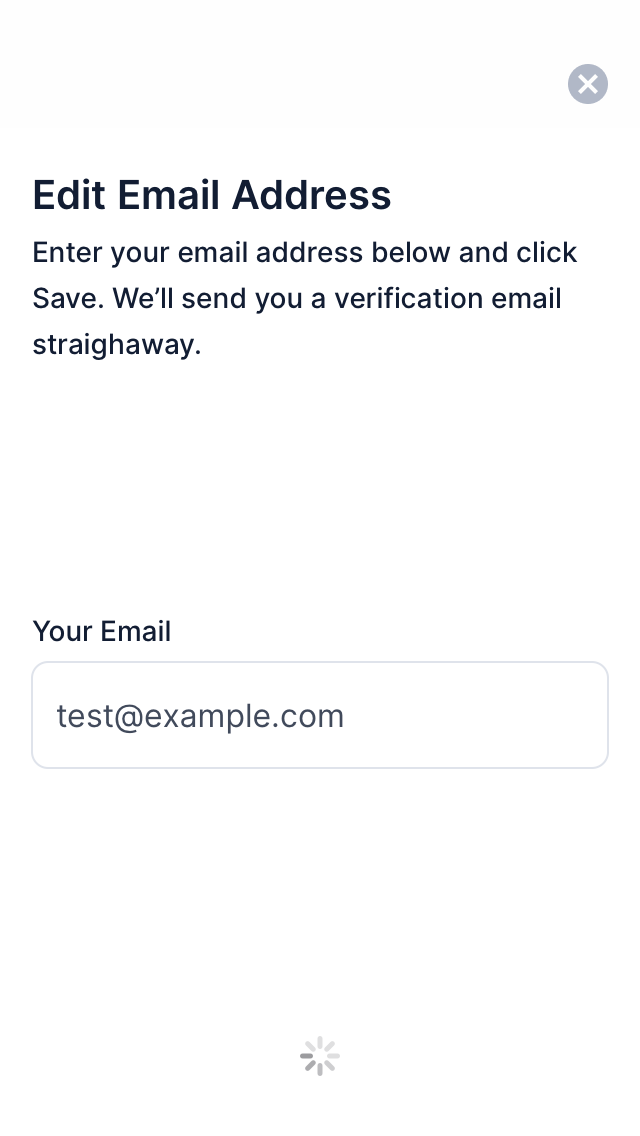 Edit Email Address
Enter your email address below and click
Save. We’ll send you a verification email
straighaway.
Your Email
test@example.com